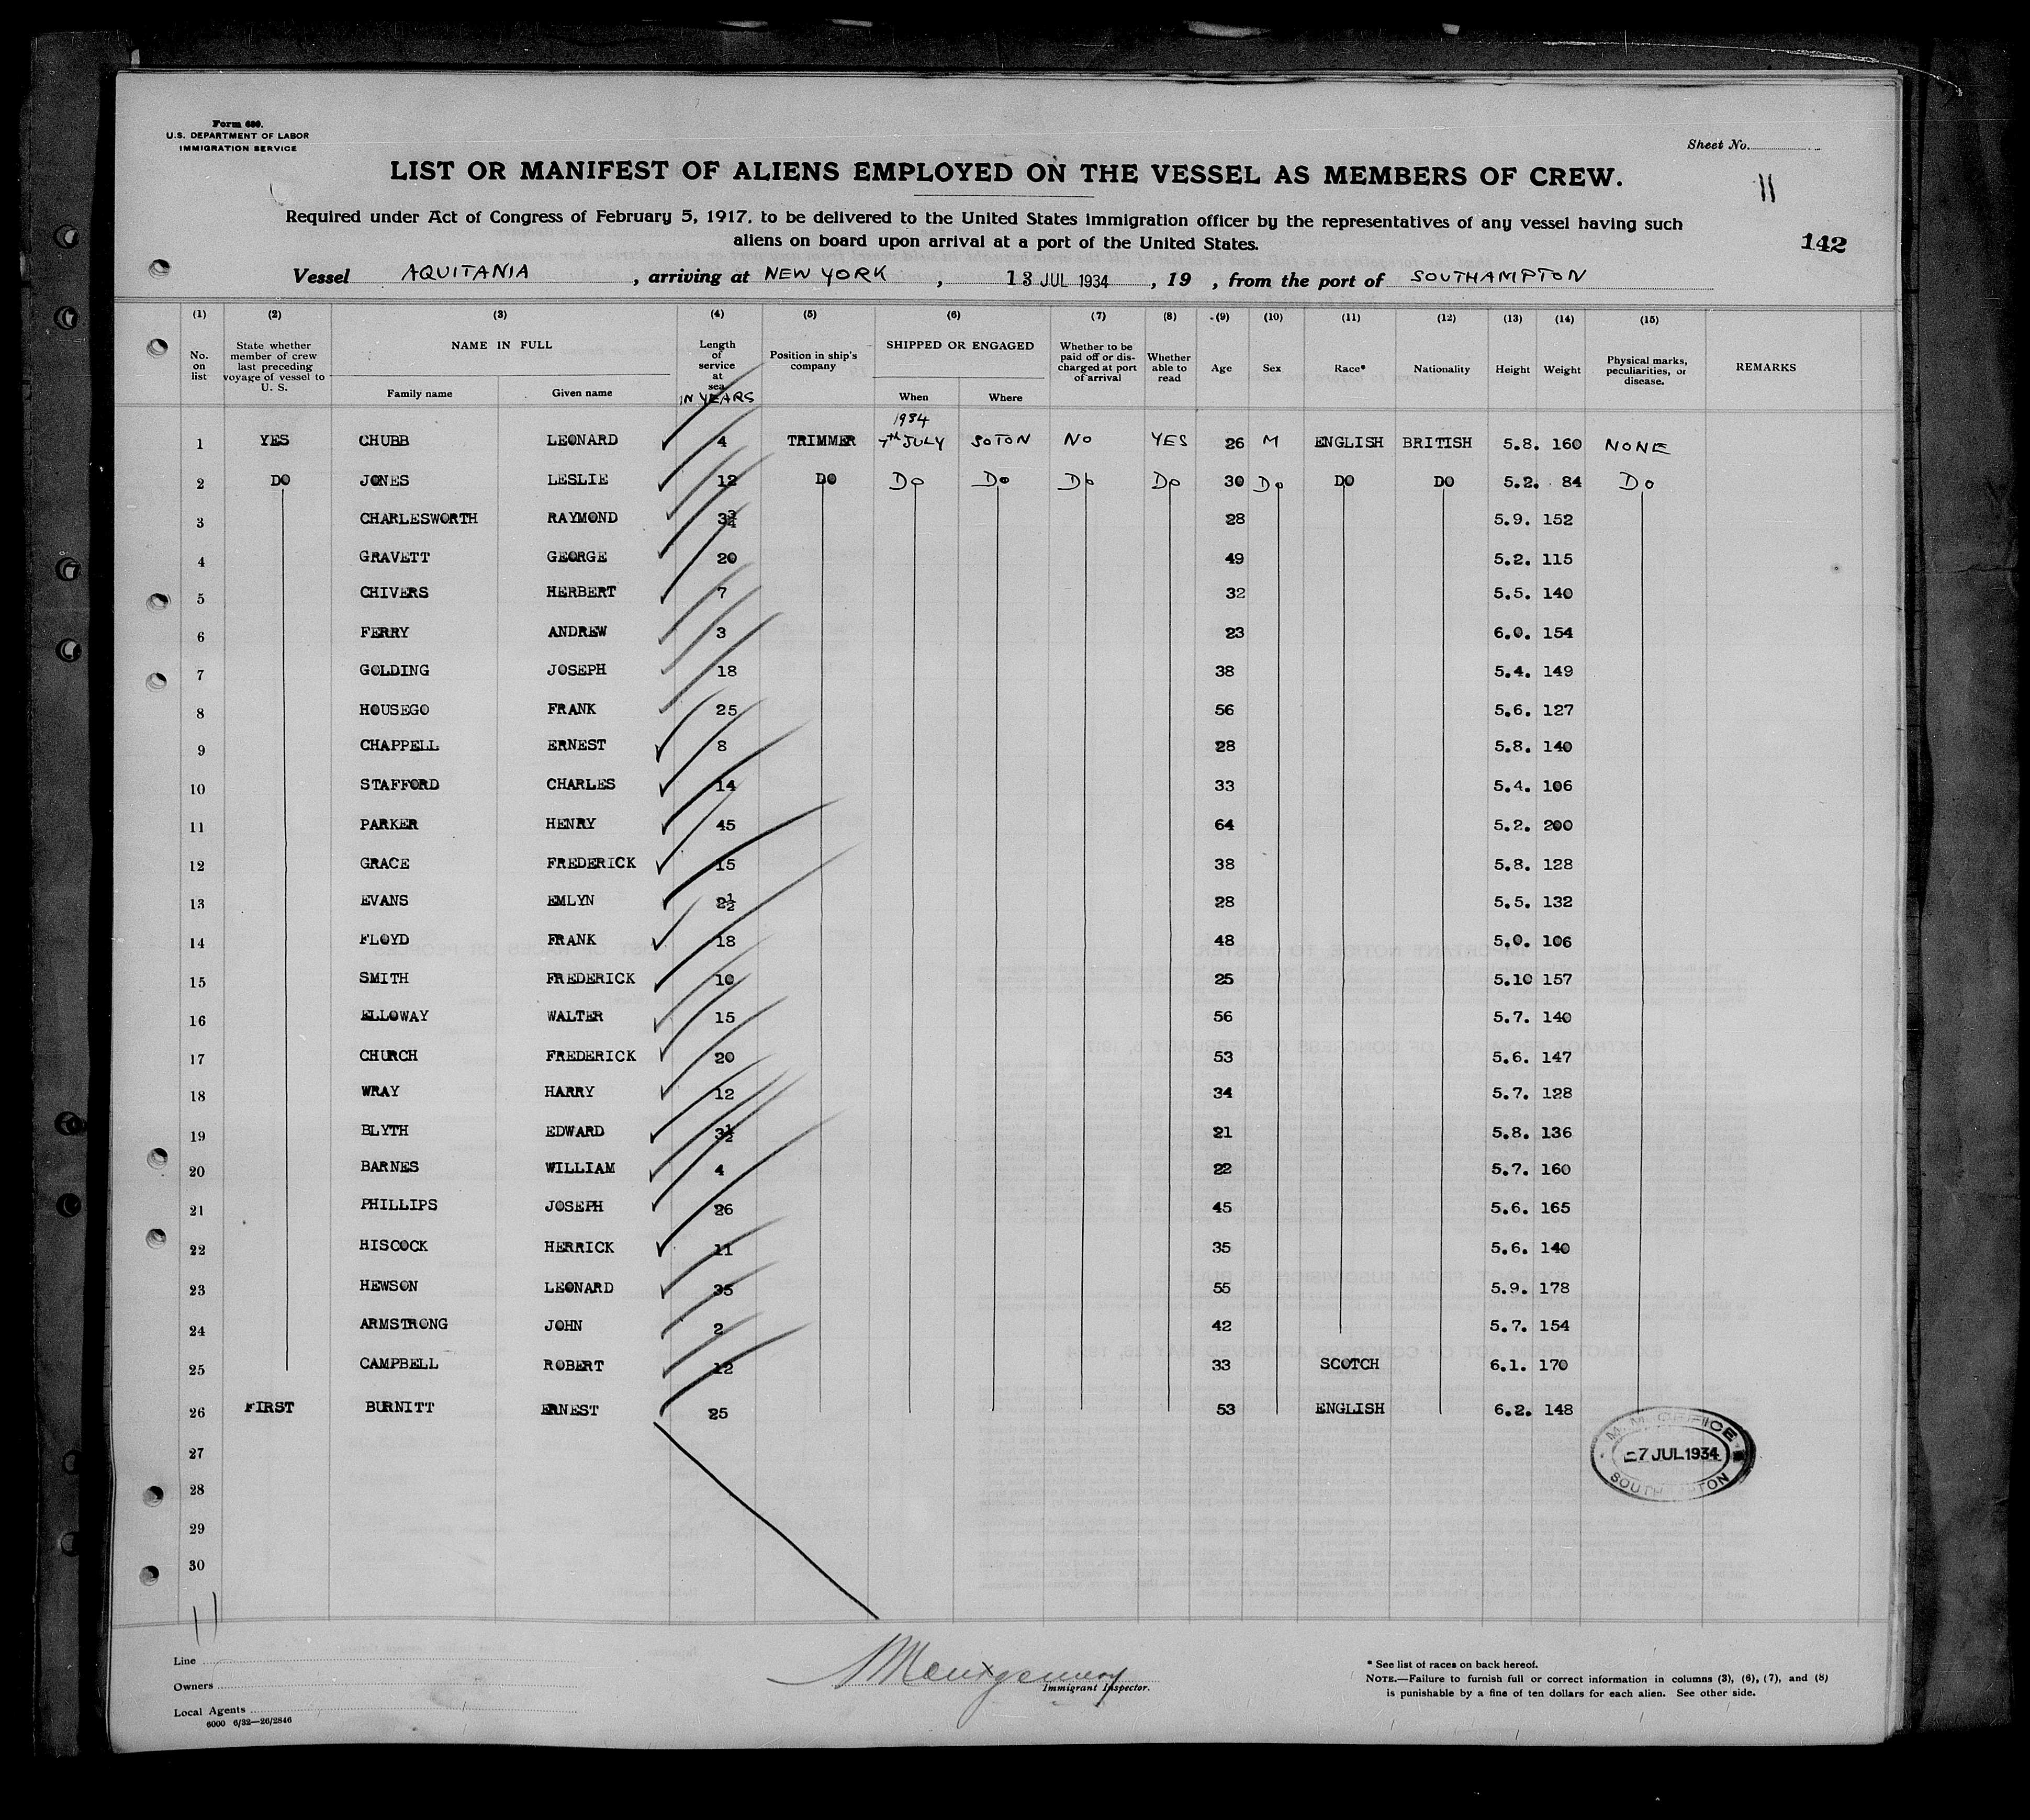 Form 680.
U.S. DEPARTMENT OF LABOR
IMMIGRATION SERVICE
Sheet No.
LIST OR MANIFEST OF ALIENS EMPLOYED ON THE VESSEL AS MEMBERS OF CREW.
11
Required under Act of Congress of February 5, 1917, to be delivered to the United States immigration officer by the representatives of any vessel having such
aliens on board upon arrival at a port of the United States.
142
Vessel AQUITANIA, arriving at NEW YORK, 13 JUL 1934, 19 , from the port of SOUTHAMPTON
(1) (2) (3) (4) (5) (6) (7) (8) (9) (10) (11) (12) (13) (14) (15)
No. on list State whether member of crew last preceding voyage of vessel to U. S. NAME IN FULL Family name Given name Length of service at sea IN YEARS Position in ship's company SHIPPED OR ENGAGED When Where Whether to be paid off or discharged at port of arrival Whether able to read Age Sex Race* Nationality Height Weight Physical marks, peculiarities, or disease. REMARKS
1934
1 YES CHUBB LEONARD 4 TRIMMER 7th JULY SOTON NO YES 26 M ENGLISH BRITISH 5.8. 160 NONE
2 DO JONES LESLIE 12 DO Do Do Do Do 30 Do DO DO 5.2. 84 Do
3 CHARLESWORTH RAYMOND 3¾ 28 5.9. 152
4 GRAVETT GEORGE 20 49 5.2. 115
5 CHIVERS HERBERT 7 32 5.5. 140
6 FERRY ANDREW 3 23 6.0. 154
7 GOLDING JOSEPH 18 38 5.4. 149
8 HOUSEGO FRANK 25 56 5.6. 127
9 CHAPPELL ERNEST 8 28 5.8. 140
10 STAFFORD CHARLES 14 33 5.4. 106
11 PARKER HENRY 45 64 5.2. 200
12 GRACE FREDERICK 15 38 5.8. 128
13 EVANS EMLYN 2½ 28 5.5. 132
14 FLOYD FRANK 18 48 5.0. 106
15 SMITH FREDERICK 10 25 5.10 157
16 ELLOWAY WALTER 15 56 5.7. 140
17 CHURCH FREDERICK 20 53 5.6. 147
18 WRAY HARRY 12 34 5.7. 128
19 BLYTH EDWARD 3½ 21 5.8. 136
20 BARNES WILLIAM 4 22 5.7. 160
21 PHILLIPS JOSEPH 26 45 5.6. 165
22 HISCOCK HERRICK 11 35 5.6. 140
23 HEWSON LEONARD 35 55 5.9. 178
24 ARMSTRONG JOHN 2 42 5.7. 154
25 CAMPBELL ROBERT 12 33 SCOTCH 6.1. 170
26 FIRST BURNITT ERNEST 25 53 ENGLISH 6.2. 148
27
28
29
30
M.M. OFFICE
7 JUL 1934
SOUTHAMPTON
11
Line
Owners
Local Agents
6000 6/32—26/2846
Montgomery
Immigrant Inspector.
* See list of races on back hereof.
NOTE.—Failure to furnish full or correct information in columns (3), (6), (7), and (8)
is punishable by a fine of ten dollars for each alien. See other side.